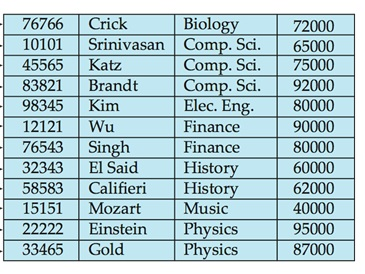 76766 Crick Biology 72000
10101 Srinivasan Comp. Sci. 65000
45565 Katz Comp. Sci. 75000
83821 Brandt Comp. Sci. 92000
98345 Kim Elec. Eng. 80000
12121 Wu Finance 90000
76543 Singh Finance 80000
32343 El Said History 60000
58583 Califieri History 62000
15151 Mozart Music 40000
22222 Einstein Physics 95000
33465 Gold Physics 87000